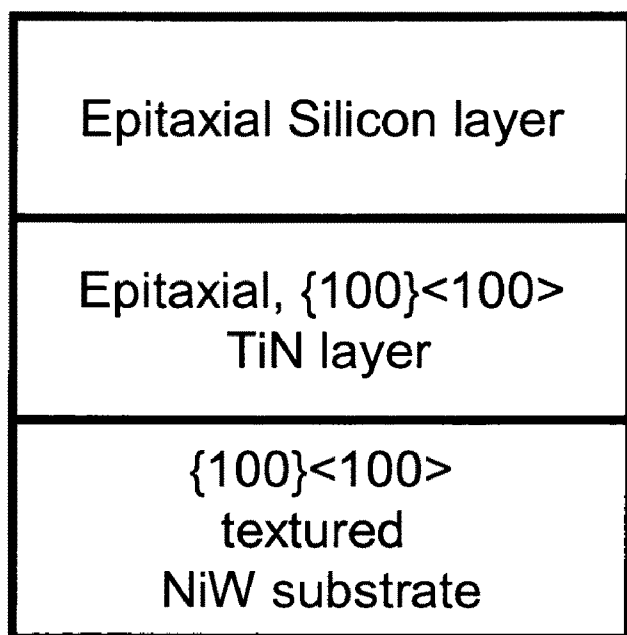 Epitaxial Silicon layer
Epitaxial, {100}<100>
TiN layer
{100}<100>
textured
NiW substrate